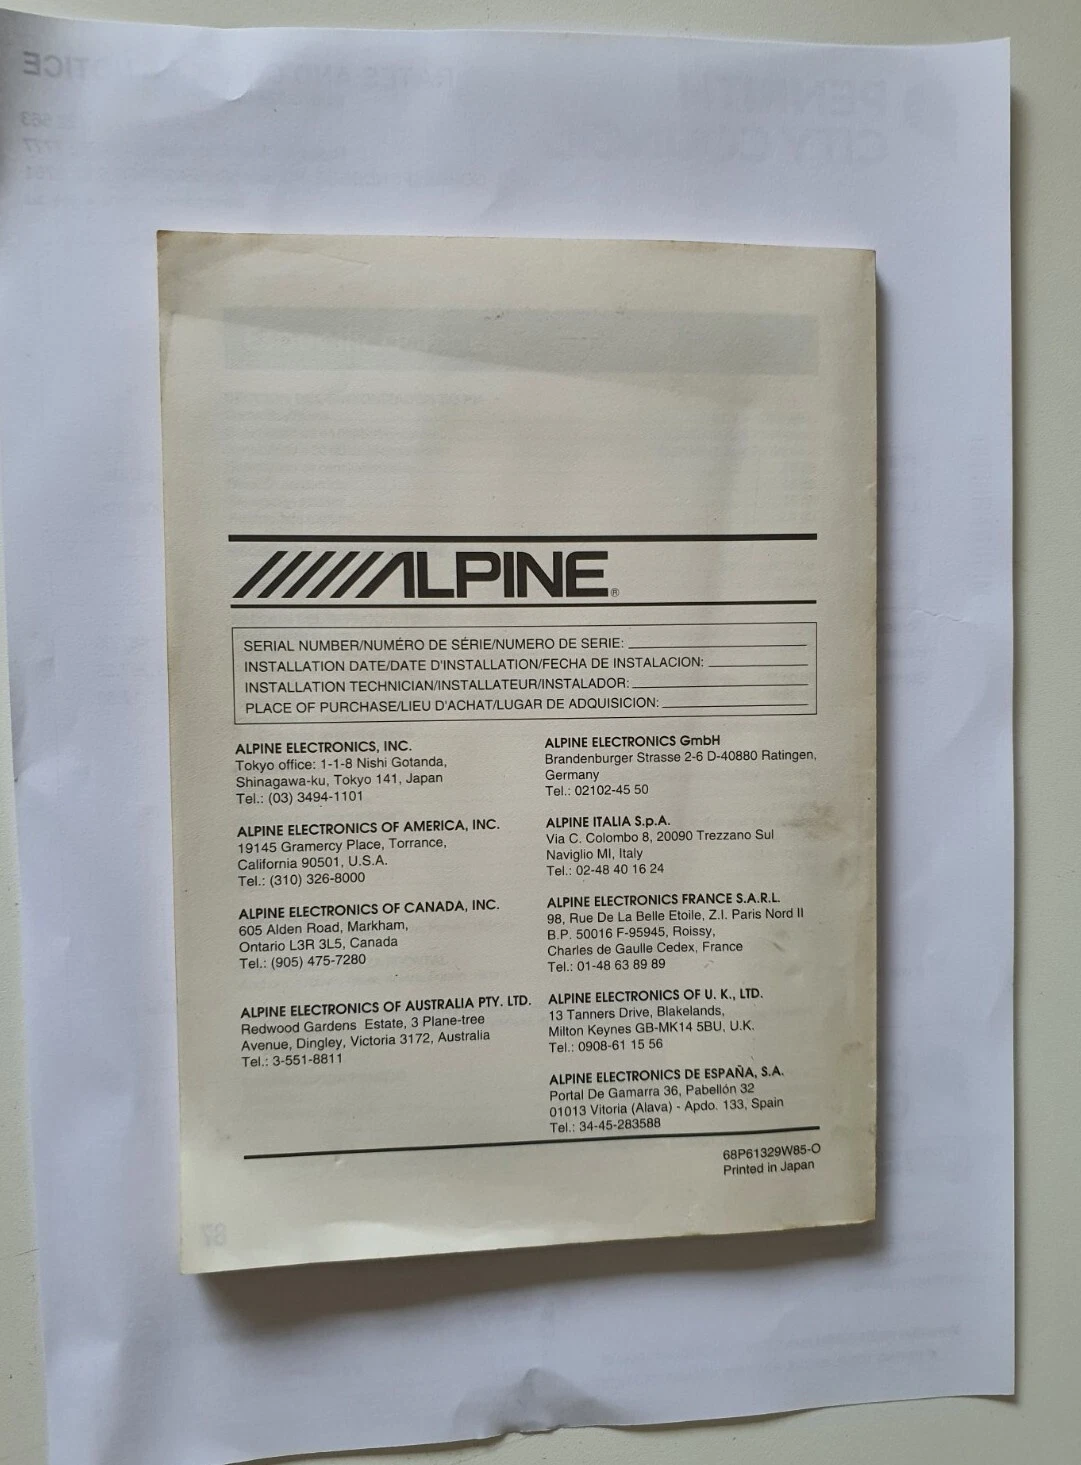 ALPINE®
SERIAL NUMBER/NUMÉRO DE SÉRIE/NUMERO DE SERIE:
INSTALLATION DATE/DATE D'INSTALLATION/FECHA DE INSTALACION:
INSTALLATION TECHNICIAN/INSTALLATEUR/INSTALADOR:
PLACE OF PURCHASE/LIEU D'ACHAT/LUGAR DE ADQUISICION:
ALPINE ELECTRONICS, INC.
Tokyo office: 1-1-8 Nishi Gotanda,
Shinagawa-ku, Tokyo 141, Japan
Tel.: (03) 3494-1101
ALPINE ELECTRONICS OF AMERICA, INC.
19145 Gramercy Place, Torrance,
California 90501, U.S.A.
Tel.: (310) 326-8000
ALPINE ELECTRONICS OF CANADA, INC.
605 Alden Road, Markham,
Ontario L3R 3L5, Canada
Tel.: (905) 475-7280
ALPINE ELECTRONICS OF AUSTRALIA PTY. LTD.
Redwood Gardens Estate, 3 Plane-tree
Avenue, Dingley, Victoria 3172, Australia
Tel.: 3-551-8811
ALPINE ELECTRONICS GmbH
Brandenburger Strasse 2-6 D-40880 Ratingen,
Germany
Tel.: 02102-45 50
ALPINE ITALIA S.p.A.
Via C. Colombo 8, 20090 Trezzano Sul
Naviglio MI, Italy
Tel.: 02-48 40 16 24
ALPINE ELECTRONICS FRANCE S.A.R.L.
98, Rue De La Belle Etoile, Z.I. Paris Nord II
B.P. 50016 F-95945, Roissy,
Charles de Gaulle Cedex, France
Tel.: 01-48 63 89 89
ALPINE ELECTRONICS OF U. K., LTD.
13 Tanners Drive, Blakelands,
Milton Keynes GB-MK14 5BU, U.K.
Tel.: 0908-61 15 56
ALPINE ELECTRONICS DE ESPAÑA, S.A.
Portal De Gamarra 36, Pabellón 32
01013 Vitoria (Alava) - Apdo. 133, Spain
Tel.: 34-45-283588
68P61329W85-O
Printed in Japan
PENRITH
CITY COUNCIL